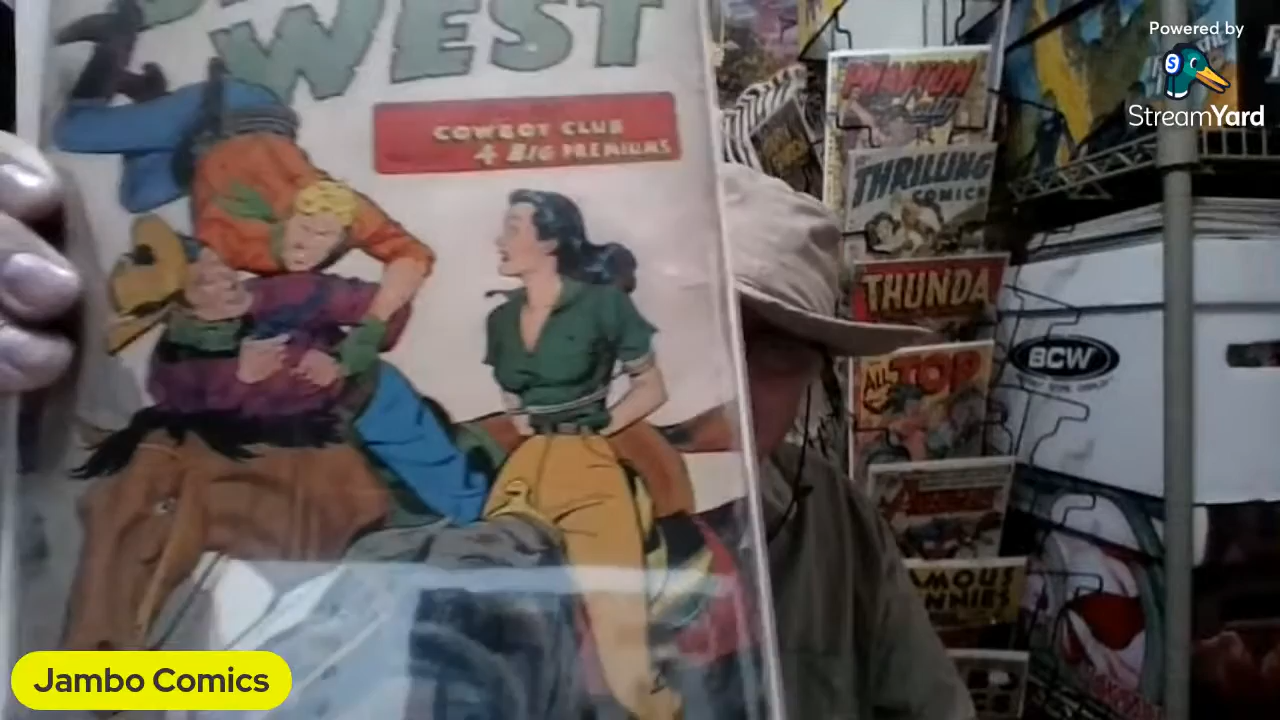 WEST
COWBOY CLUB
4 BIG PREMIUMS
Powered by
StreamYard
PHANTOM
Lady
THRILLING
COMICS
THUNDA
BCW
ALL TOP
AMOUS
NNIES
Jambo Comics